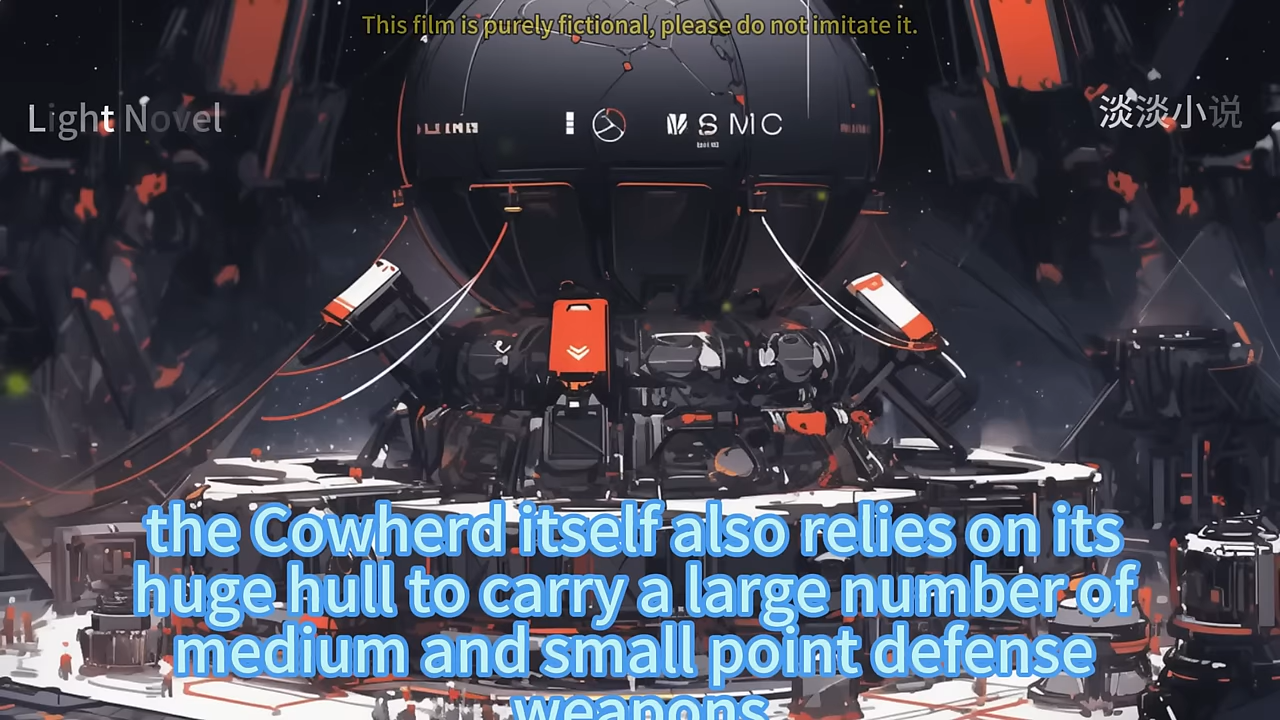 This film is purely fictional, please do not imitate it.
Light Novel
淡淡小说
SMC
the Cowherd itself also relies on its
huge hull to carry a large number of
medium and small point defense
weapons